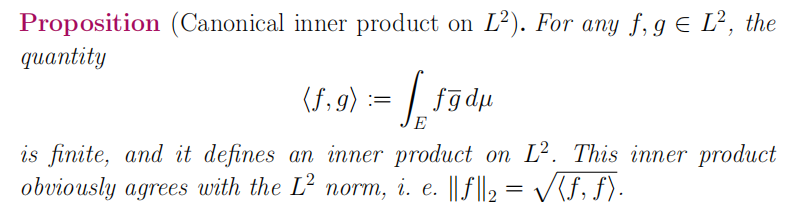 Proposition (Canonical inner product on L²). For any f, g ∈ L², the
quantity
⟨f, g⟩ := ∫_E f g̅ dμ
is finite, and it defines an inner product on L². This inner product
obviously agrees with the L² norm, i. e. ‖f‖₂ = √⟨f, f⟩.